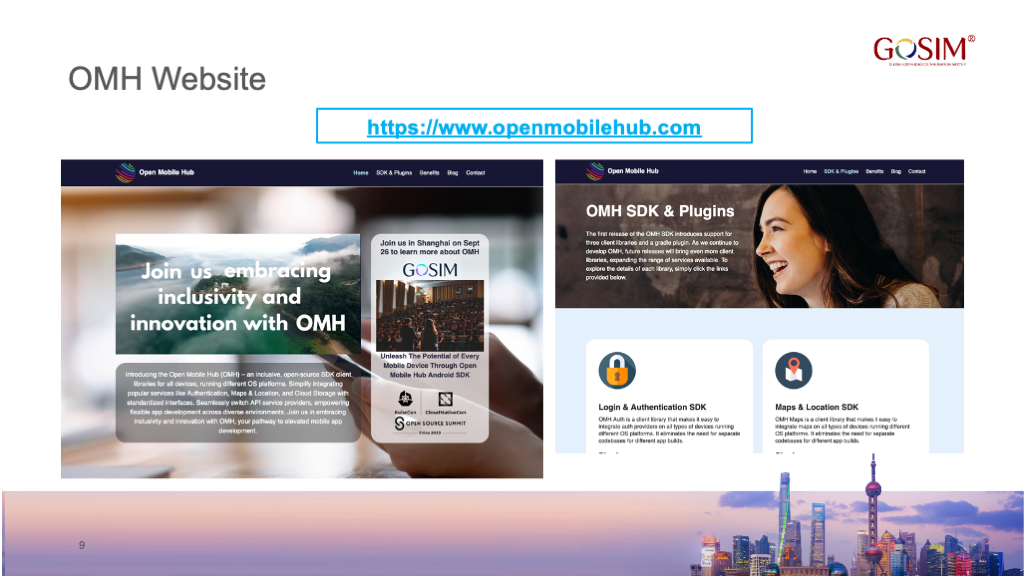 GOSIM®
OMH Website
https://www.openmobilehub.com
Open Mobile Hub
Home SDK & Plugins Benefits Blog Contact
Join us embracing
inclusivity and
innovation with OMH
Introducing the Open Mobile Hub (OMH) – an inclusive, open-source SDK client
libraries for all devices, running different OS platforms. Simplify integrating
popular services like Authentication, Maps & Location, and Cloud Storage with
standardized interfaces. Seamlessly switch API service providers, empowering
flexible app development across diverse environments. Join us in embracing
inclusivity and innovation with OMH, your pathway to elevated mobile app
development.
Join us in Shanghai on Sept
26 to learn more about OMH
GOSIM
Unleash The Potential of Every
Mobile Device Through Open
Mobile Hub Android SDK
KubeCon
CloudNativeCon
OPEN SOURCE SUMMIT
China 2023
Open Mobile Hub
Home SDK & Plugins Benefits Blog Contact
OMH SDK & Plugins
The first release of the OMH SDK introduces support for
three client libraries and a gradle plugin. As we continue to
develop OMH, future releases will bring even more client
libraries, expanding the range of services available. To
explore the details of each library, simply click the links
provided below.
Login & Authentication SDK
OMH Auth is a client library that makes it easy to
integrate auth providers on all types of devices running
different OS platforms. It eliminates the need for separate
codebases for different app builds.
Maps & Location SDK
OMH Maps is a client library that makes it easy to
integrate maps on all types of devices running different
OS platforms. It eliminates the need for separate
codebases for different app builds.
9